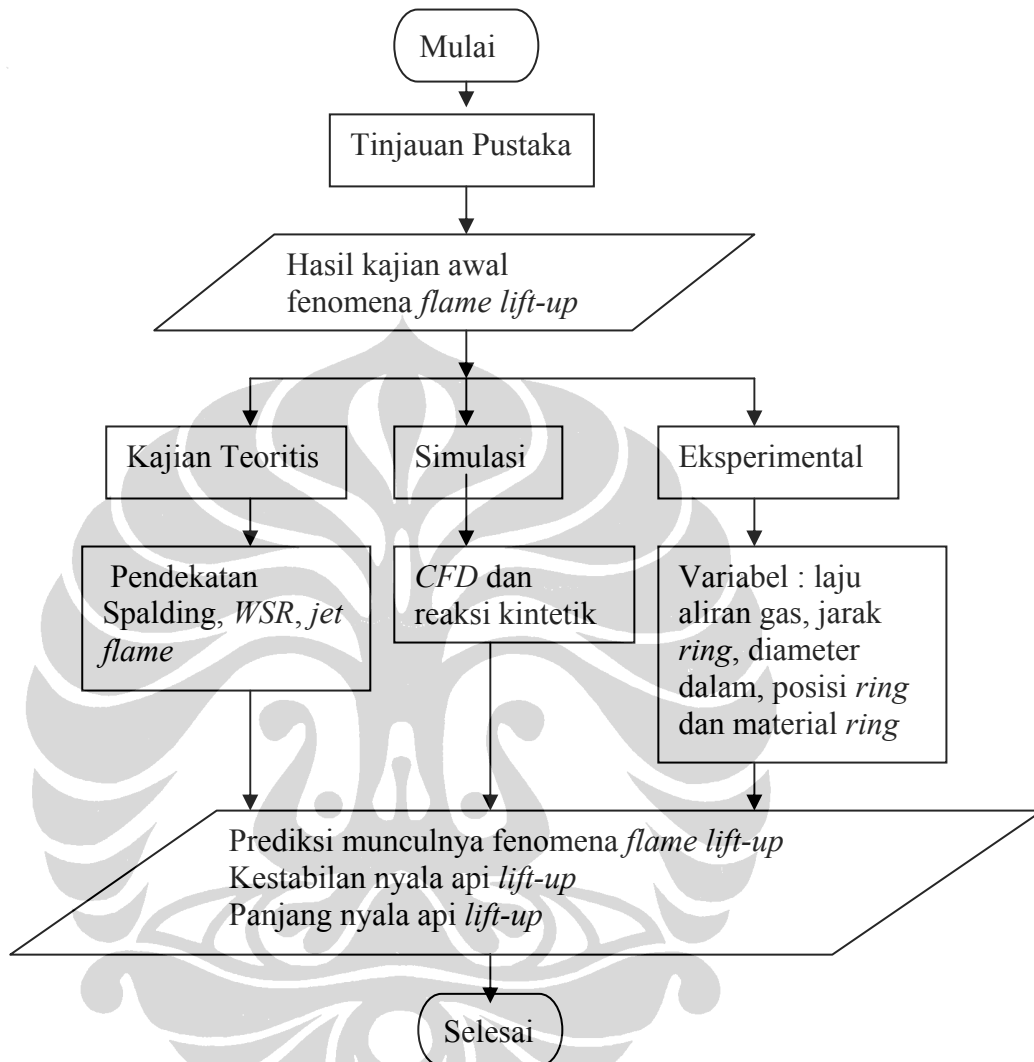 Mulai
Tinjauan Pustaka
Hasil kajian awal
fenomena flame lift-up
Kajian Teoritis
Simulasi
Eksperimental
Pendekatan
Spalding, WSR, jet
flame
CFD dan
reaksi kintetik
Variabel : laju
aliran gas, jarak
ring, diameter
dalam, posisi ring
dan material ring
Prediksi munculnya fenomena flame lift-up
Kestabilan nyala api lift-up
Panjang nyala api lift-up
Selesai